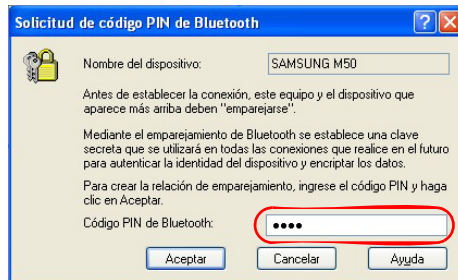 Solicitud de código PIN de Bluetooth
Nombre del dispositivo: SAMSUNG M50
Antes de establecer la conexión, este equipo y el dispositivo que
aparece más arriba deben "emparejarse".
Mediante el emparejamiento de Bluetooth se establece una clave
secreta que se utilizará en todas las conexiones que realice en el futuro
para autenticar la identidad del dispositivo y encriptar los datos.
Para crear la relación de emparejamiento, ingrese el código PIN y haga
clic en Aceptar.
Código PIN de Bluetooth: ••••
Aceptar Cancelar Ayuda